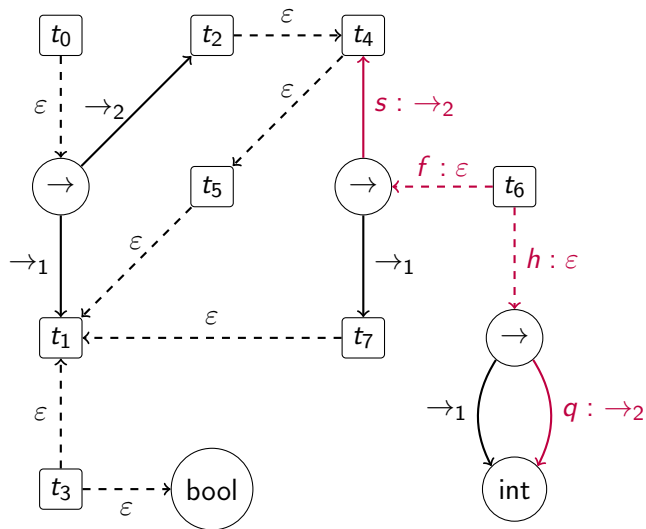 t₀
t₂
ε
t₄
ε
→₂
ε
s : →₂
→
t₅
→
f : ε
t₆
ε
→₁
→₁
h : ε
t₁
ε
t₇
→
ε
→₁
q : →₂
t₃
ε
bool
int